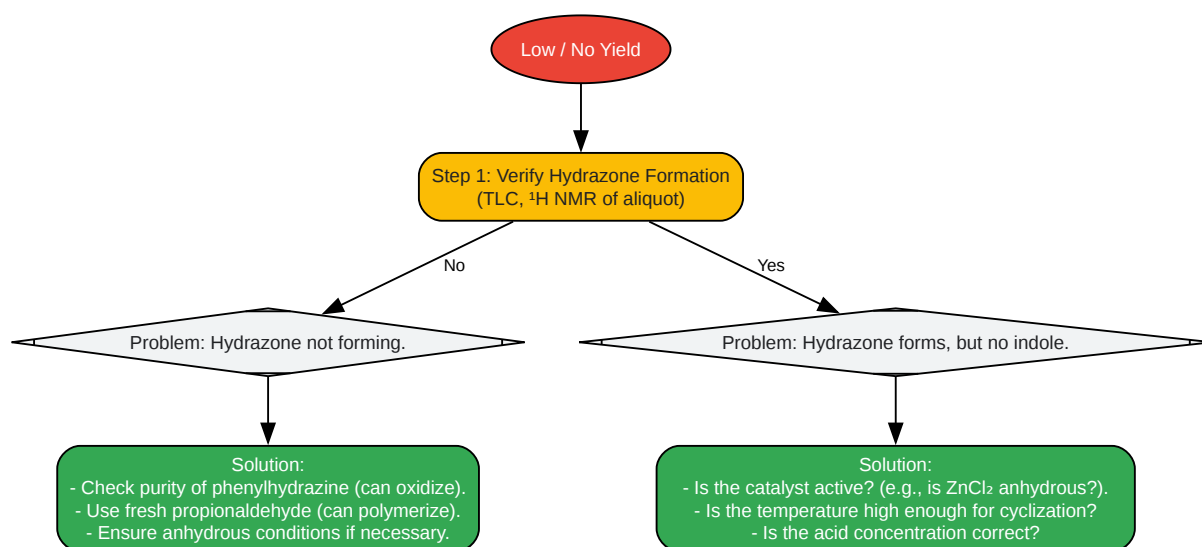 Low / No Yield
Step 1: Verify Hydrazone Formation
(TLC, ¹H NMR of aliquot)
No
Yes
Problem: Hydrazone not forming.
Problem: Hydrazone forms, but no indole.
Solution:
- Check purity of phenylhydrazine (can oxidize).
- Use fresh propionaldehyde (can polymerize).
- Ensure anhydrous conditions if necessary.
Solution:
- Is the catalyst active? (e.g., is ZnCl₂ anhydrous?).
- Is the temperature high enough for cyclization?
- Is the acid concentration correct?